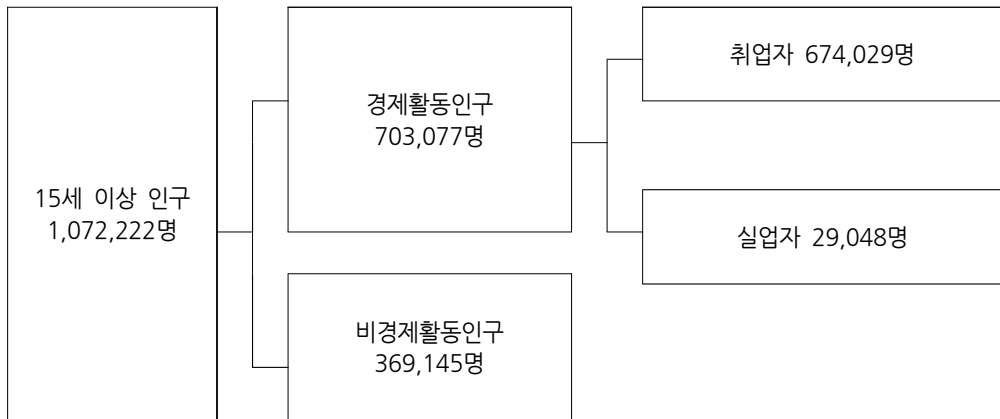 15세 이상 인구
1,072,222명
경제활동인구
703,077명
비경제활동인구
369,145명
취업자 674,029명
실업자 29,048명